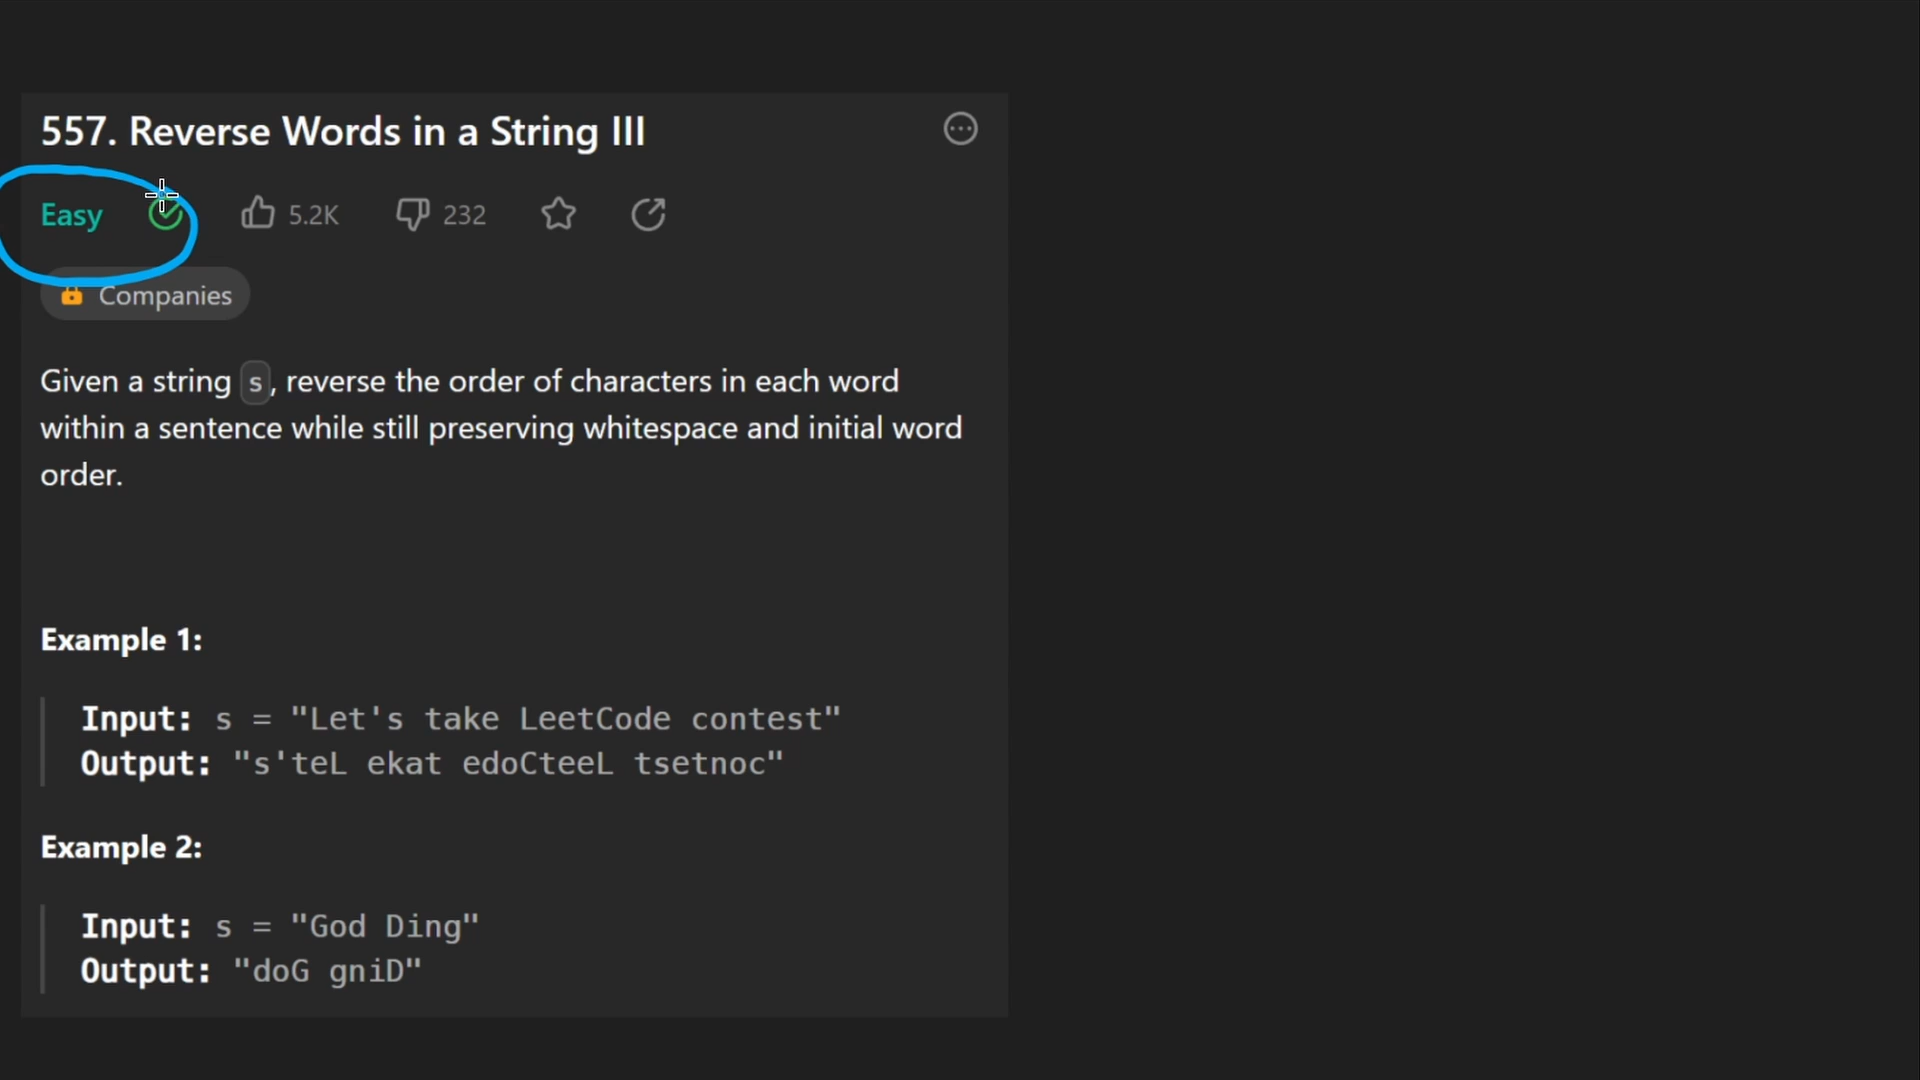 557. Reverse Words in a String III
Easy 5.2K 232
Companies
Given a string s, reverse the order of characters in each word
within a sentence while still preserving whitespace and initial word
order.
Example 1:
Input: s = "Let's take LeetCode contest"
Output: "s'teL ekat edoCteeL tsetnoc"
Example 2:
Input: s = "God Ding"
Output: "doG gniD"